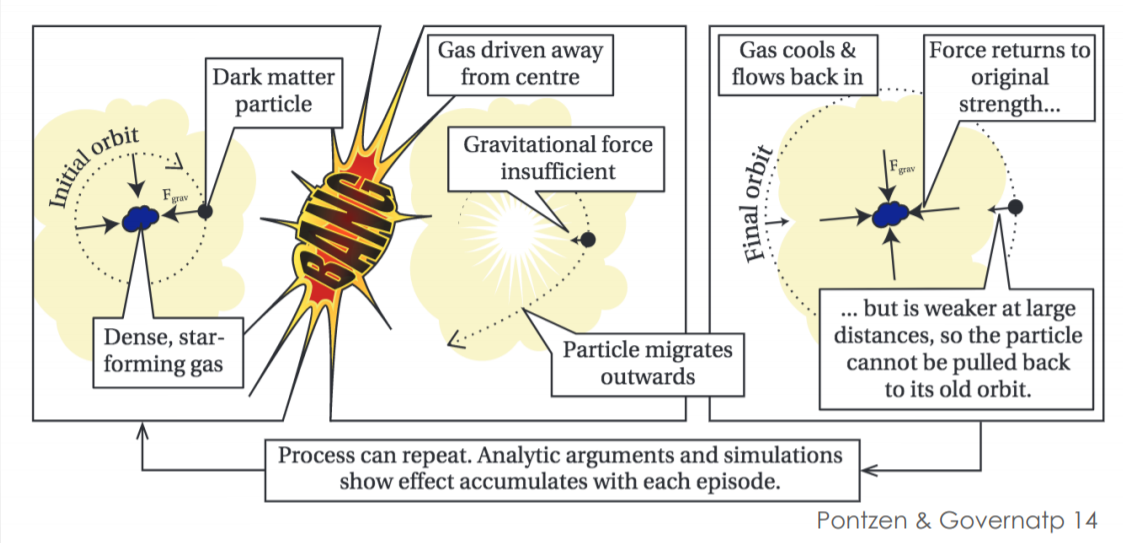 Initial orbit
Dark matter
particle
F grav
Dense, star-
forming gas
BANG
Gas driven away
from centre
Gravitational force
insufficient
Particle migrates
outwards
Gas cools &
flows back in
Force returns to
original
strength...
Final orbit
F grav
... but is weaker at large
distances, so the particle
cannot be pulled back
to its old orbit.
Process can repeat. Analytic arguments and simulations
show effect accumulates with each episode.
Pontzen & Governatp 14